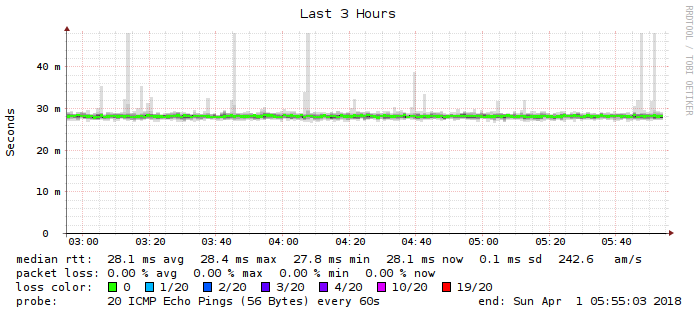 Last 3 Hours
RRDTOOL / TOBI OETIKER
Seconds
40 m
30 m
20 m
10 m
0
03:00 03:20 03:40 04:00 04:20 04:40 05:00 05:20 05:40
median rtt: 28.1 ms avg 28.4 ms max 27.8 ms min 28.1 ms now 0.1 ms sd 242.6 am/s
packet loss: 0.00 % avg 0.00 % max 0.00 % min 0.00 % now
loss color: 0 1/20 2/20 3/20 4/20 10/20 19/20
probe: 20 ICMP Echo Pings (56 Bytes) every 60s end: Sun Apr 1 05:55:03 2018